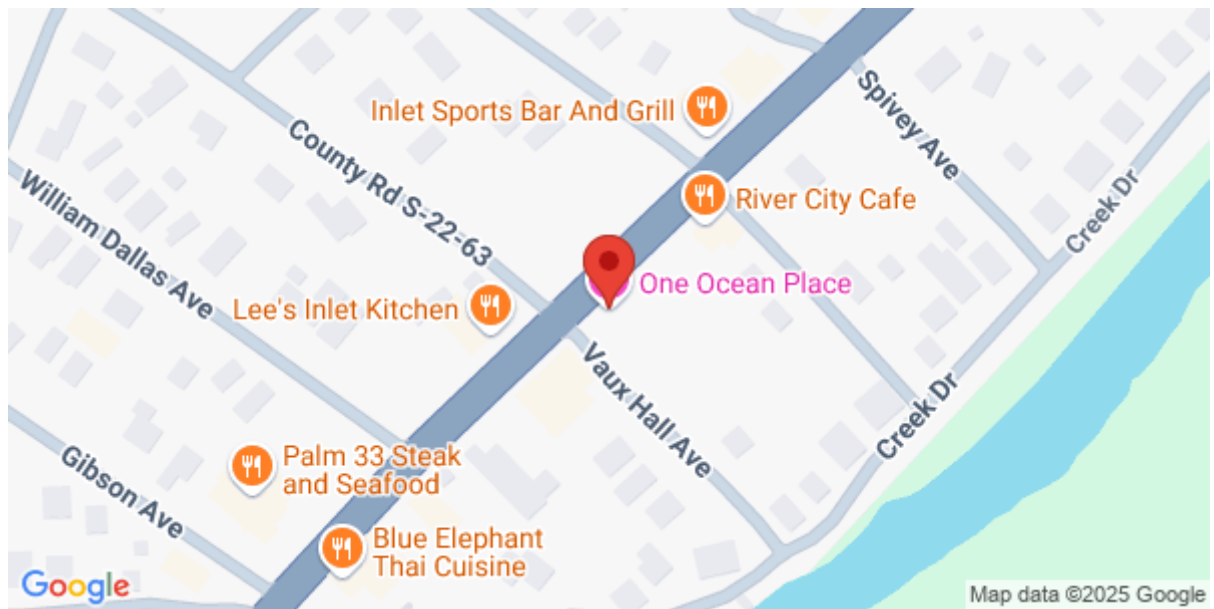 Inlet Sports Bar And Grill
Spivey Ave
County Rd S-22-63
William Dallas Ave
River City Cafe
Creek Dr
One Ocean Place
Lee's Inlet Kitchen
Vaux Hall Ave
Creek Dr
Palm 33 Steak
and Seafood
Gibson Ave
Blue Elephant
Thai Cuisine
Google
Map data ©2025 Google